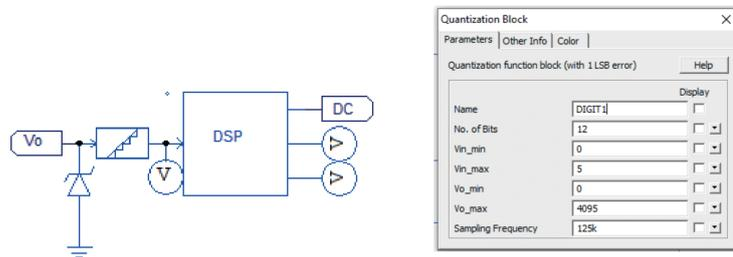 Vo
DSP
DC
V
V
V
Quantization Block
Parameters
Other Info
Color
Quantization function block (with 1 LSB error)
Help
Display
Name
DIGIT1
No. of Bits
12
Vin_min
0
Vin_max
5
Vo_min
0
Vo_max
4095
Sampling Frequency
125k